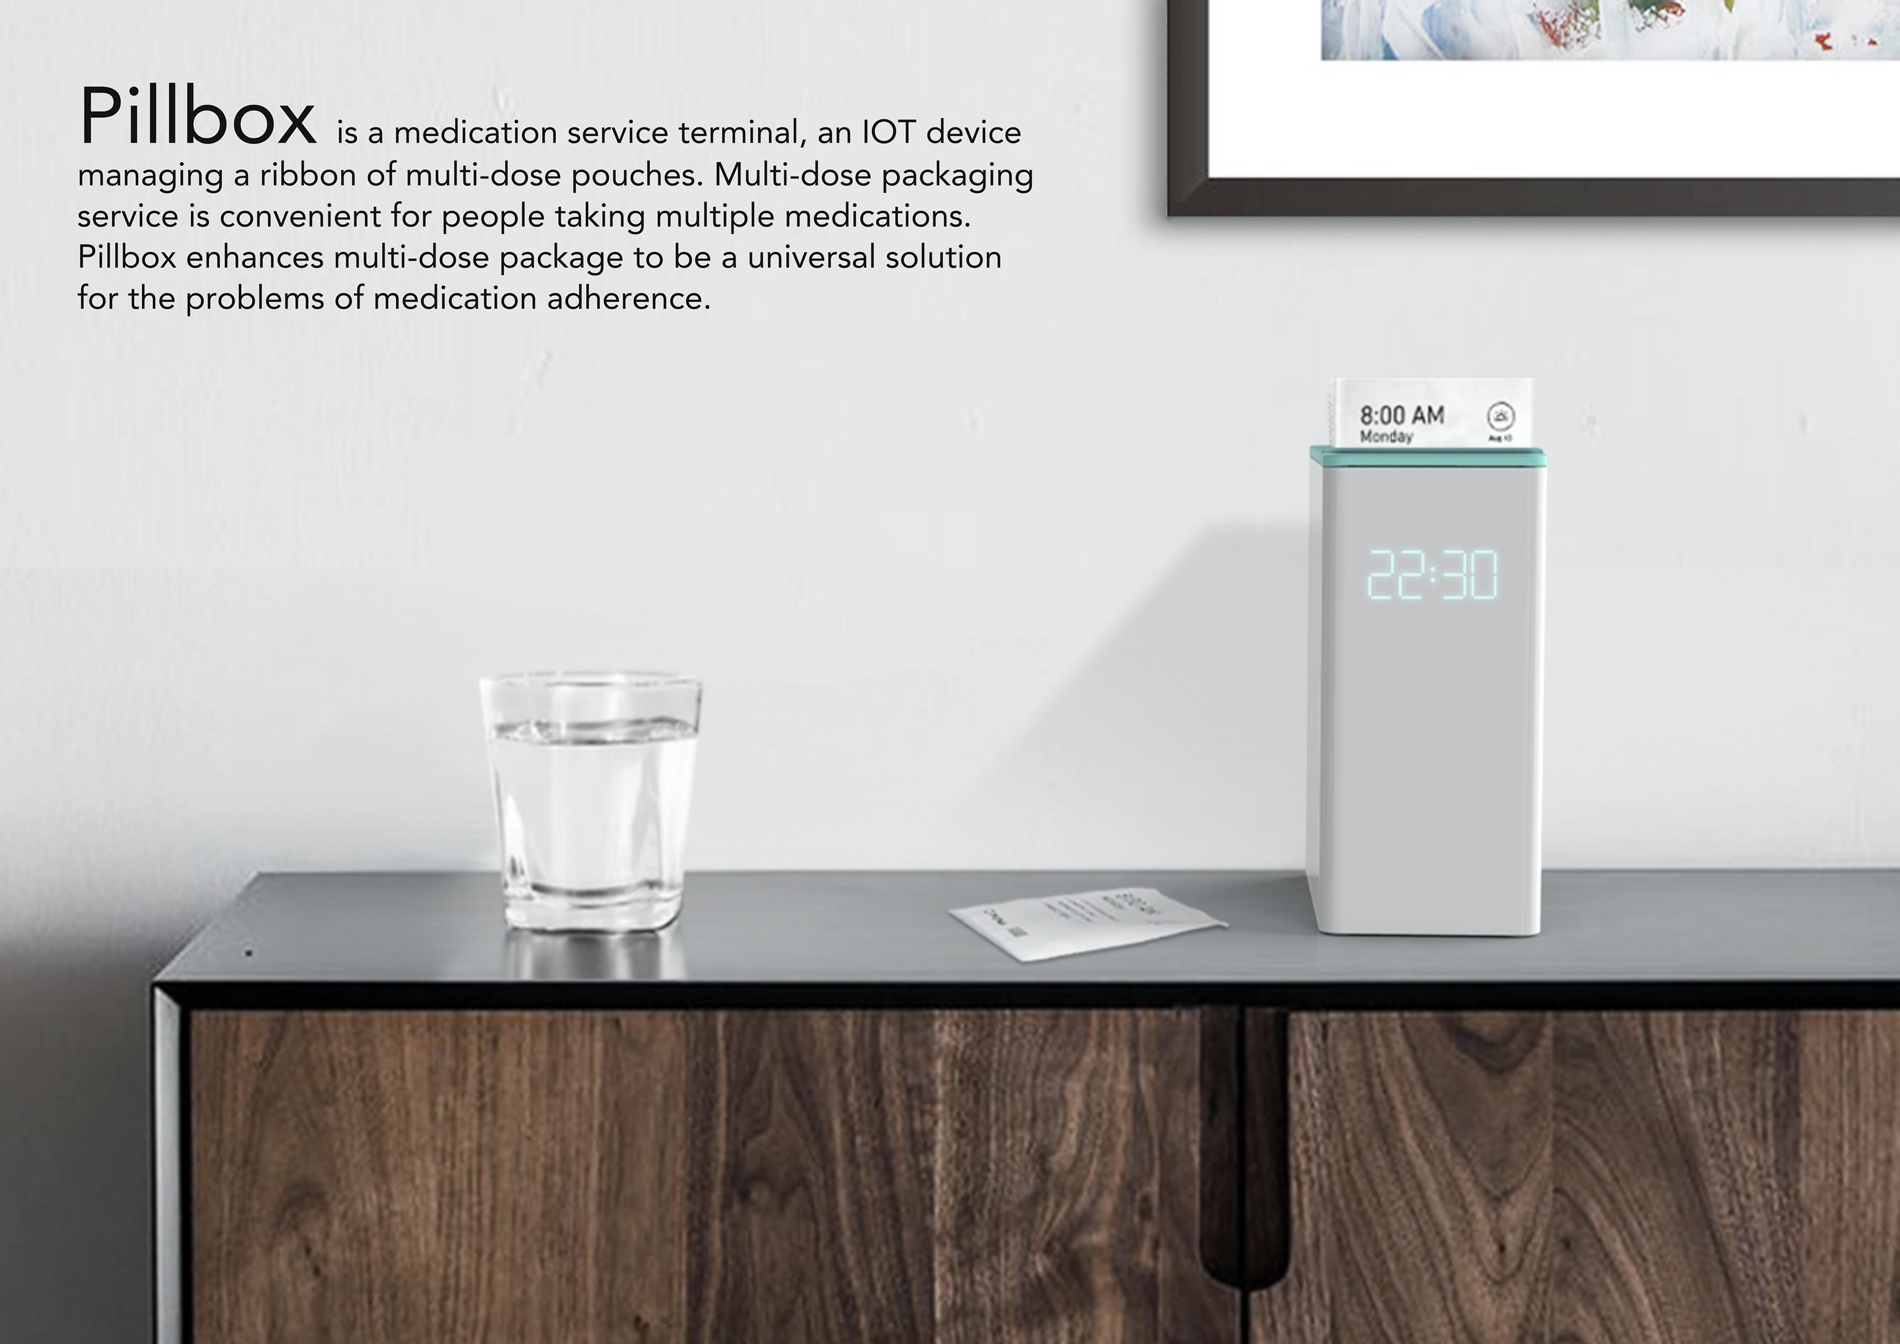 Pillbox is a medication service terminal, an IOT device
managing a ribbon of multi-dose pouches. Multi-dose packaging
service is convenient for people taking multiple medications.
Pillbox enhances multi-dose package to be a universal solution
for the problems of medication adherence.
8:00 AM
Monday
22:30